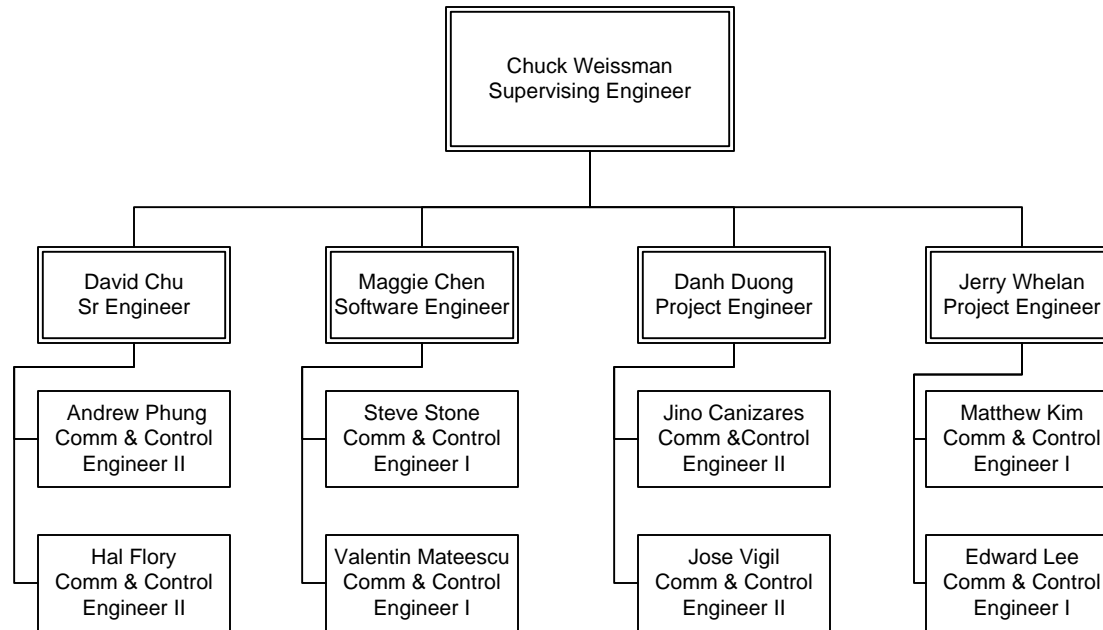 Chuck Weissman
Supervising Engineer
David Chu
Sr Engineer
Maggie Chen
Software Engineer
Danh Duong
Project Engineer
Jerry Whelan
Project Engineer
Andrew Phung
Comm & Control
Engineer II
Steve Stone
Comm & Control
Engineer I
Jino Canizares
Comm &Control
Engineer II
Matthew Kim
Comm & Control
Engineer I
Hal Flory
Comm & Control
Engineer II
Valentin Mateescu
Comm & Control
Engineer I
Jose Vigil
Comm & Control
Engineer II
Edward Lee
Comm & Control
Engineer I